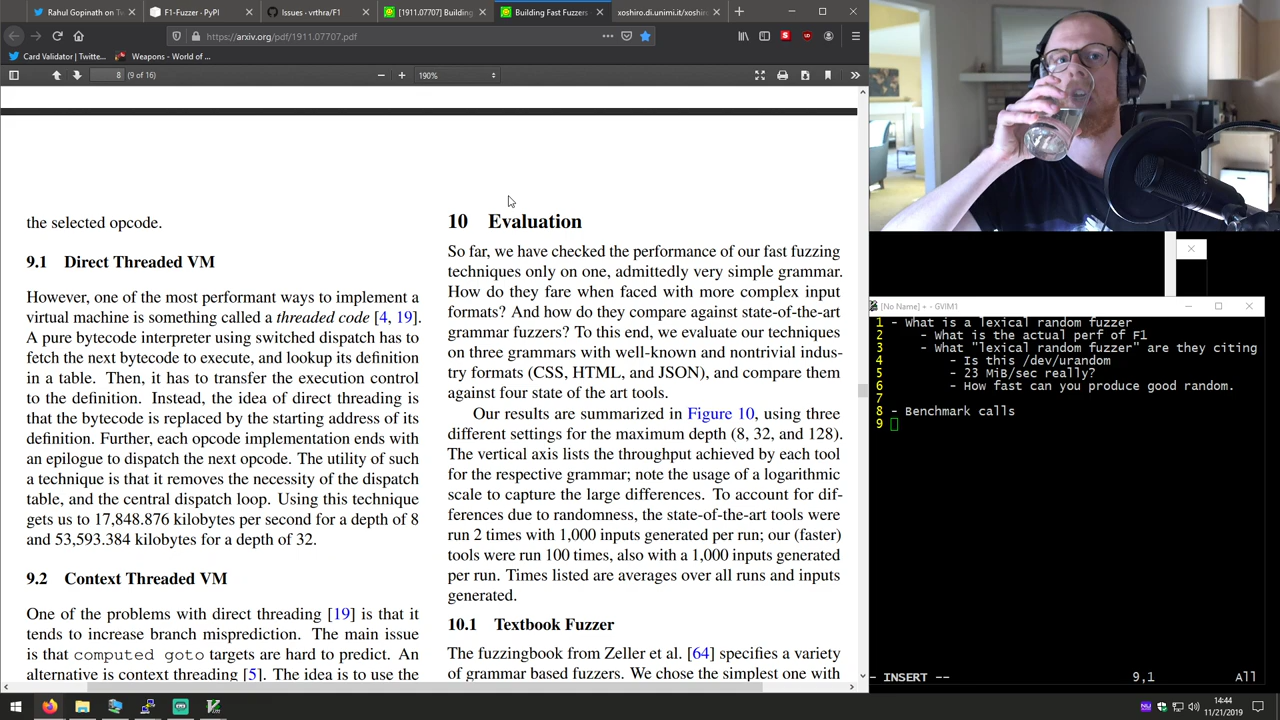 Rahul Gopinath on Tw
F1-Fuzzer · PyPI
Issues · vrthra/F1
[1911.07707] Building
Building Fast Fuzzers
xoshiro.di.unimi.it/xoshiro
https://arxiv.org/pdf/1911.07707.pdf
Card Validator | Twitte...
Weapons - World of ...
8 (9 of 16)
190%
the selected opcode.
9.1 Direct Threaded VM
However, one of the most performant ways to implement a
virtual machine is something called a threaded code [4, 19].
A pure bytecode interpreter using switched dispatch has to
fetch the next bytecode to execute, and lookup its definition
in a table. Then, it has to transfer the execution control
to the definition. Instead, the idea of direct threading is
that the bytecode is replaced by the starting address of its
definition. Further, each opcode implementation ends with
an epilogue to dispatch the next opcode. The utility of such
a technique is that it removes the necessity of the dispatch
table, and the central dispatch loop. Using this technique
gets us to 17,848.876 kilobytes per second for a depth of 8
and 53,593.384 kilobytes for a depth of 32.
9.2 Context Threaded VM
One of the problems with direct threading [19] is that it
tends to increase branch misprediction. The main issue
is that computed goto targets are hard to predict. An
alternative is context threading [5]. The idea is to use the
10 Evaluation
So far, we have checked the performance of our fast fuzzing
techniques only on one, admittedly very simple grammar.
How do they fare when faced with more complex input
formats? And how do they compare against state-of-the-art
grammar fuzzers? To this end, we evaluate our techniques
on three grammars with well-known and nontrivial indus-
try formats (CSS, HTML, and JSON), and compare them
against four state of the art tools.
Our results are summarized in Figure 10, using three
different settings for the maximum depth (8, 32, and 128).
The vertical axis lists the throughput achieved by each tool
for the respective grammar; note the usage of a logarithmic
scale to capture the large differences. To account for dif-
ferences due to randomness, the state-of-the-art tools were
run 2 times with 1,000 inputs generated per run; our (faster)
tools were run 100 times, also with a 1,000 inputs generated
per run. Times listed are averages over all runs and inputs
generated.
10.1 Textbook Fuzzer
The fuzzingbook from Zeller et al. [64] specifies a variety
of grammar based fuzzers. We chose the simplest one with
[No Name] + - GVIM1
1 - What is a lexical random fuzzer
2 - What is the actual perf of F1
3 - What "lexical random fuzzer" are they citing
4 - Is this /dev/urandom
5 - 23 MiB/sec really?
6 - How fast can you produce good random.
7
8 - Benchmark calls
9
- INSERT -- 9,1 All
14:44
11/21/2019